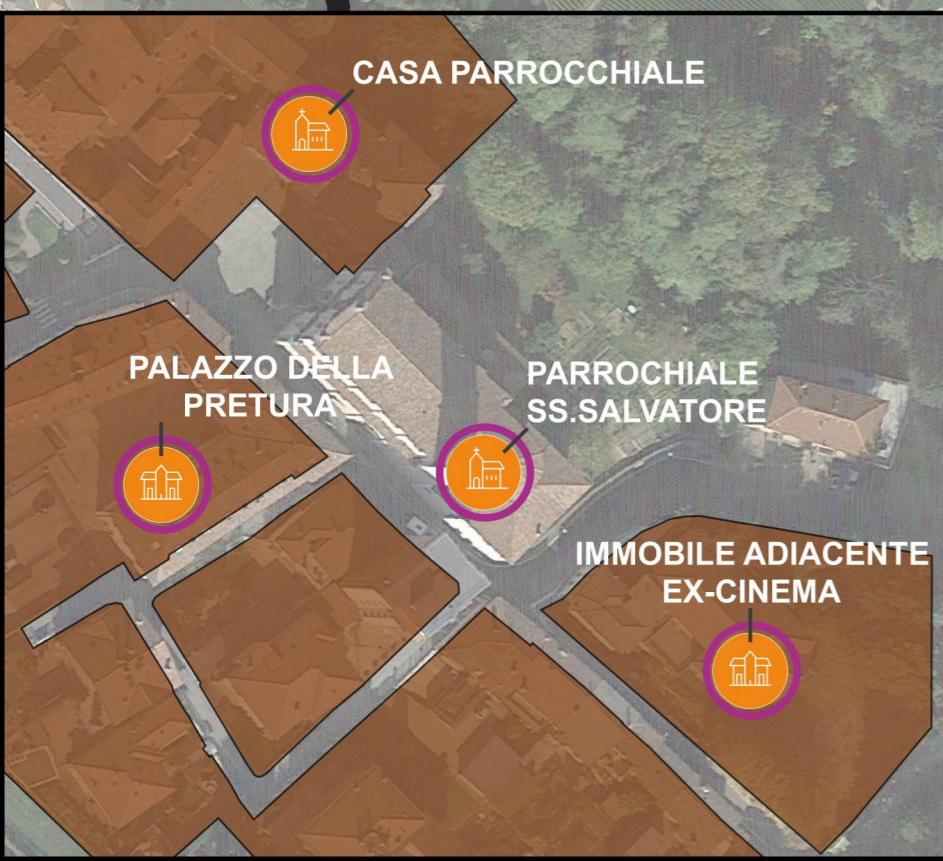 CASA PARROCCHIALE
PALAZZO DELLA
PRETURA
PARROCHIALE
SS.SALVATORE
IMMOBILE ADIACENTE
EX-CINEMA